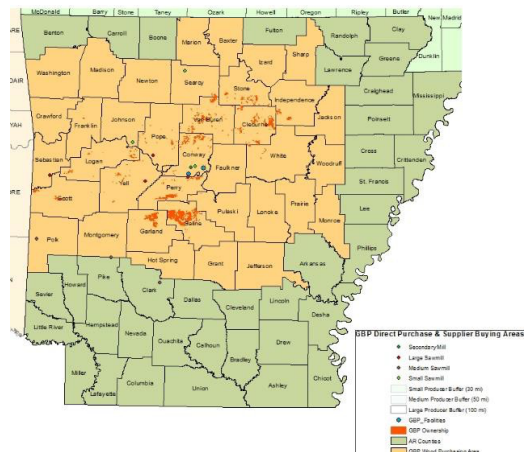 McDonald Barry Stone Taney Ozark Howell Oregon Ripley Butler New Madrid
Benton Carroll Boone Marion Baxter Fulton Randolph Clay Dunklin
Washington Madison Newton Searcy Stone Izard Sharp Lawrence Greene
Crawford Franklin Johnson Pope Van Buren Cleburne Independence Jackson Craighead Mississippi
Poinsett
Sebastian Logan Conway Faulkner White Woodruff Cross Crittenden
Scott Yell Perry St. Francis
Polk Montgomery Garland Saline Pulaski Lonoke Prairie Monroe Lee
Hot Spring Grant Jefferson Arkansas Phillips
Sevier Howard Pike Clark Dallas Cleveland Lincoln Desha
Little River Hempstead Nevada Ouachita Calhoun Bradley Drew
Miller Lafayette Columbia Union Ashley Chicot
GBP Direct Purchase & Supplier Buying Areas
Secondary Mill
Large Sawmill
Medium Sawmill
Small Sawmill
Small Producer Buffer (30 mi)
Medium Producer Buffer (50 mi)
Large Producer Buffer (100 mi)
GBP_Facilities
GBP Ownership
AR Counties
GBP Wood Purchasing Area